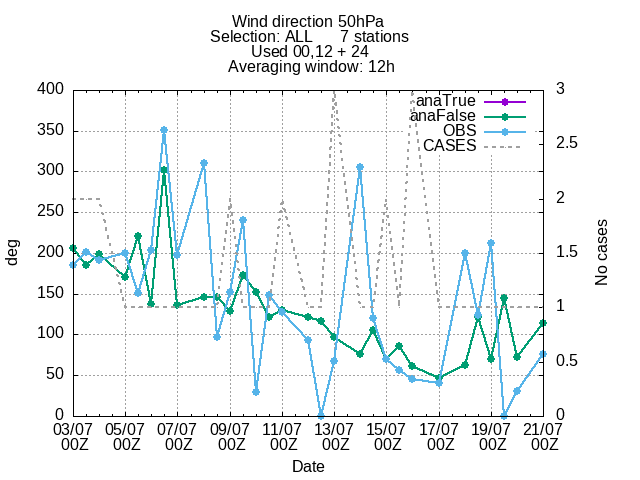 Wind direction 50hPa
Selection: ALL 7 stations
Used 00,12 + 24
Averaging window: 12h
anaTrue
anaFalse
OBS
CASES
400
350
300
250
200
150
100
50
0
deg
3
2.5
2
1.5
1
0.5
0
No cases
03/07 05/07 07/07 09/07 11/07 13/07 15/07 17/07 19/07 21/07
00Z 00Z 00Z 00Z 00Z 00Z 00Z 00Z 00Z 00Z
Date